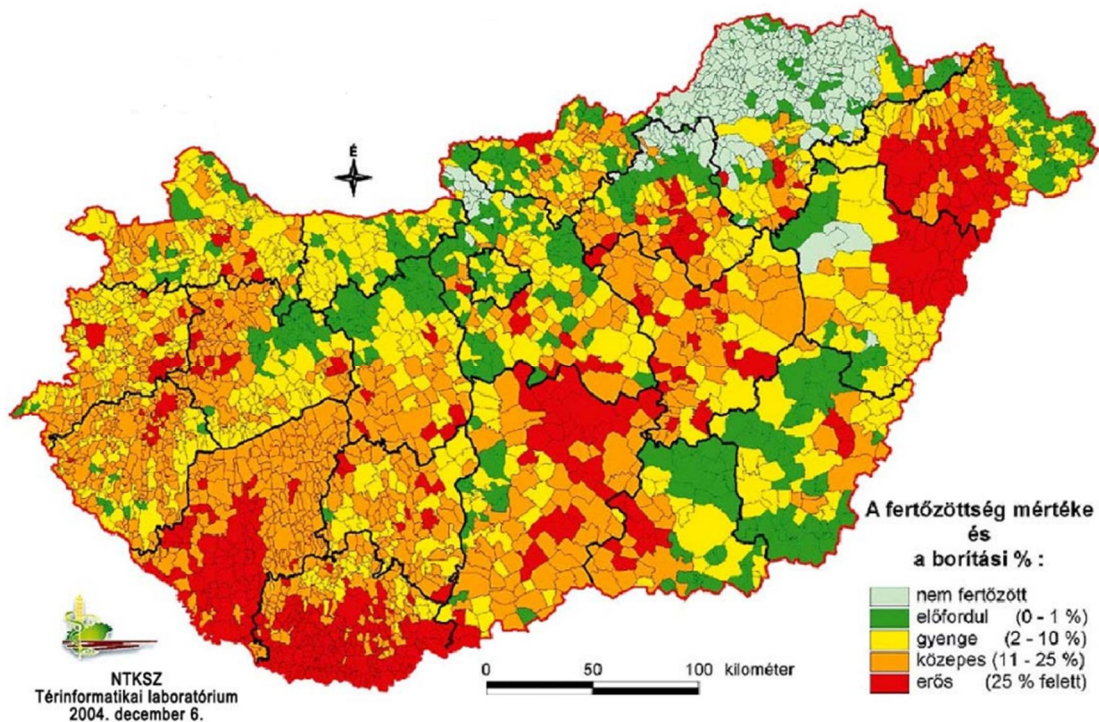 É
A fertőzöttség mértéke
és
a borítási % :
nem fertőzött
előfordul (0 - 1 %)
gyenge (2 - 10 %)
közepes (11 - 25 %)
erős (25 % felett)
0 50 100 kilométer
NTKSZ
Térinformatikai laboratórium
2004. december 6.